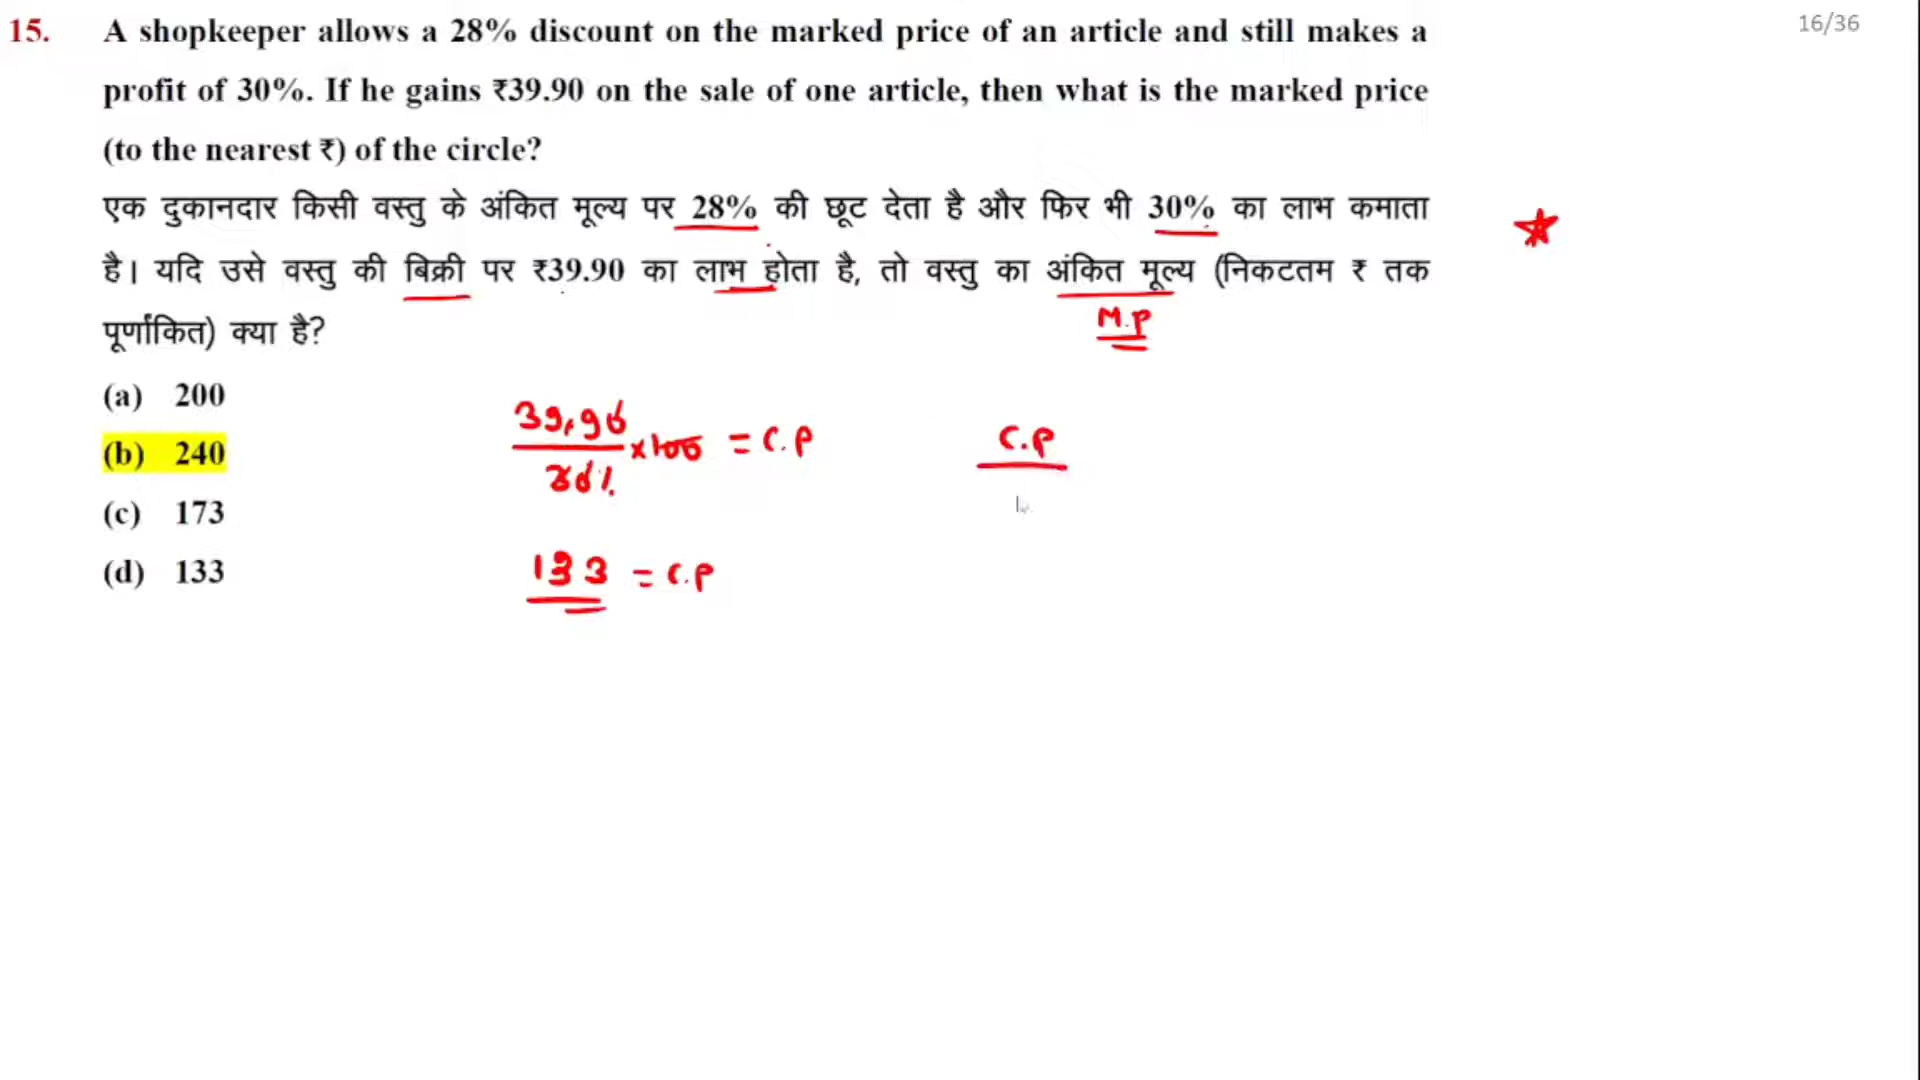 16/36
15. A shopkeeper allows a 28% discount on the marked price of an article and still makes a
profit of 30%. If he gains ₹39.90 on the sale of one article, then what is the marked price
(to the nearest ₹) of the circle?
एक दुकानदार किसी वस्तु के अंकित मूल्य पर 28% की छूट देता है और फिर भी 30% का लाभ कमाता
है। यदि उसे वस्तु की बिक्री पर ₹39.90 का लाभ होता है, तो वस्तु का अंकित मूल्य (निकटतम ₹ तक
पूर्णांकित) क्या है?
M.P
(a) 200
(b) 240
(c) 173
(d) 133
39.90
30% ×100 = C.P
C.P
133 = C.P